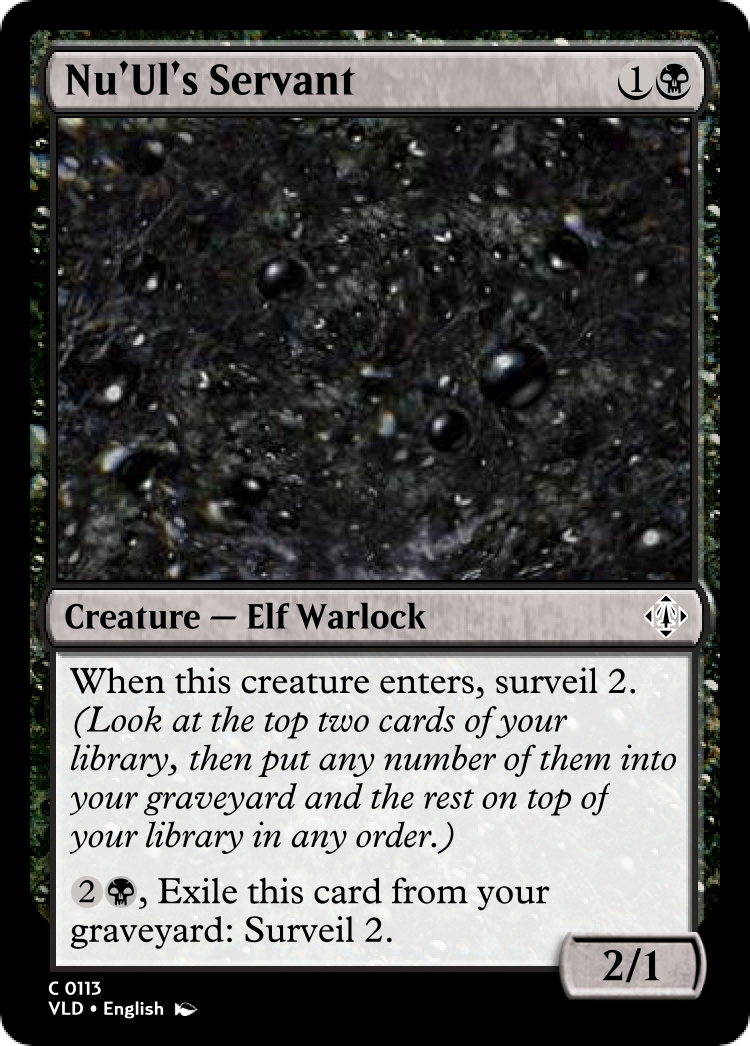 Nu'Ul's Servant 1
Creature — Elf Warlock
When this creature enters, surveil 2.
(Look at the top two cards of your
library, then put any number of them into
your graveyard and the rest on top of
your library in any order.)
2, Exile this card from your
graveyard: Surveil 2.
2/1
C 0113
VLD • English